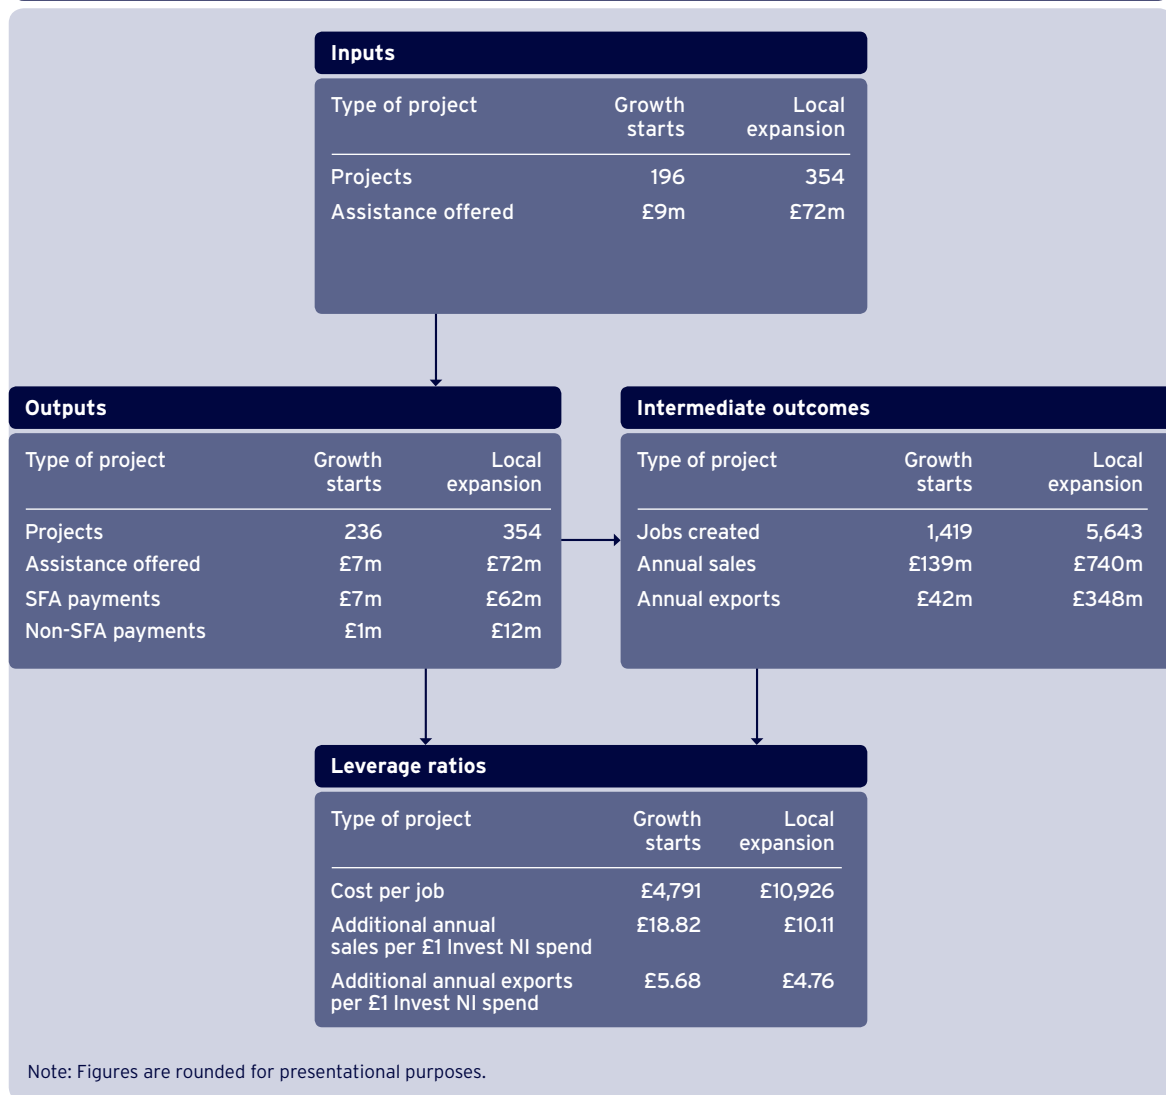 Inputs
Type of project Growth starts Local expansion
Projects 196 354
Assistance offered £9m £72m
Outputs
Type of project Growth starts Local expansion
Projects 236 354
Assistance offered £7m £72m
SFA payments £7m £62m
Non-SFA payments £1m £12m
Intermediate outcomes
Type of project Growth starts Local expansion
Jobs created 1,419 5,643
Annual sales £139m £740m
Annual exports £42m £348m
Leverage ratios
Type of project Growth starts Local expansion
Cost per job £4,791 £10,926
Additional annual sales per £1 Invest NI spend £18.82 £10.11
Additional annual exports per £1 Invest NI spend £5.68 £4.76
Note: Figures are rounded for presentational purposes.